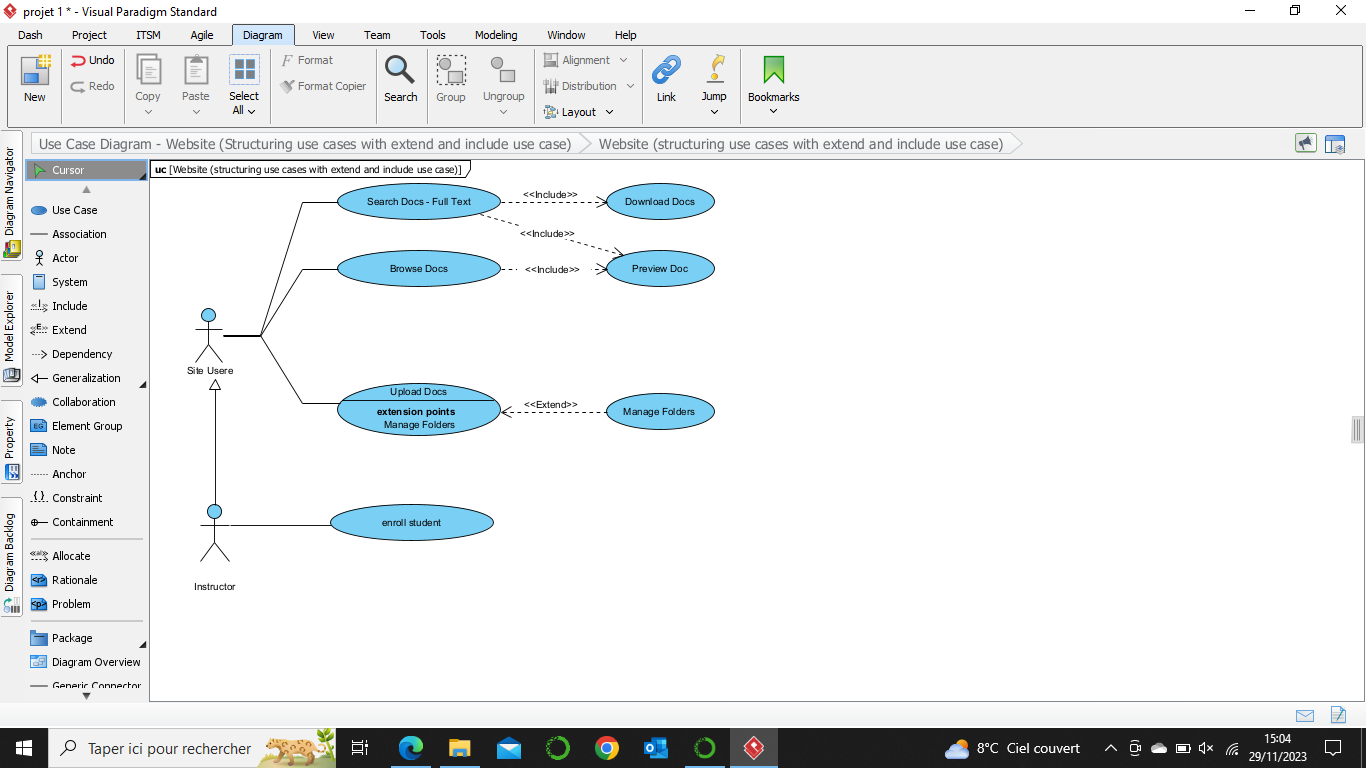 projet 1 * - Visual Paradigm Standard
Dash Project ITSM Agile Diagram View Team Tools Modeling Window Help
New
Undo
Redo
Copy
Paste
Select
All
Format
Format Copier
Search
Group
Ungroup
Alignment
Distribution
Layout
Link
Jump
Bookmarks
Diagram Navigator
Model Explorer
Property
Diagram Backlog
Use Case Diagram - Website (Structuring use cases with extend and include use case)
Website (structuring use cases with extend and include use case)
Cursor
Use Case
Association
Actor
System
Include
Extend
Dependency
Generalization
Collaboration
EG Element Group
Note
Anchor
Constraint
Containment
Allocate
Rationale
Problem
Package
Diagram Overview
Generic Connector
uc [Website (structuring use cases with extend and include use case)]
Search Docs - Full Text
<<Include>>
Download Docs
<<Include>>
Browse Docs
<<Include>>
Preview Doc
Site Usere
Upload Docs
extension points
Manage Folders
<<Extend>>
Manage Folders
enroll student
Instructor
Taper ici pour rechercher
8°C Ciel couvert
15:04
29/11/2023